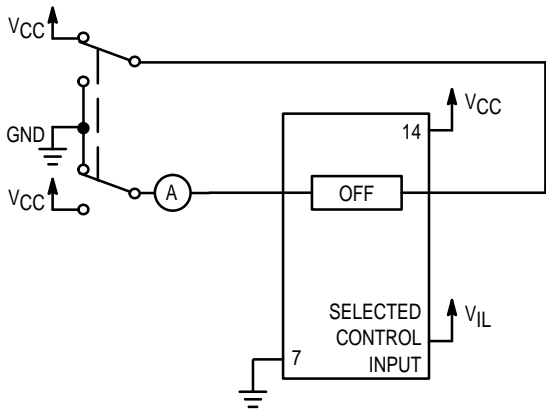 VCC
VCC
14
GND
VCC
A
OFF
SELECTED
CONTROL
INPUT
VIL
7